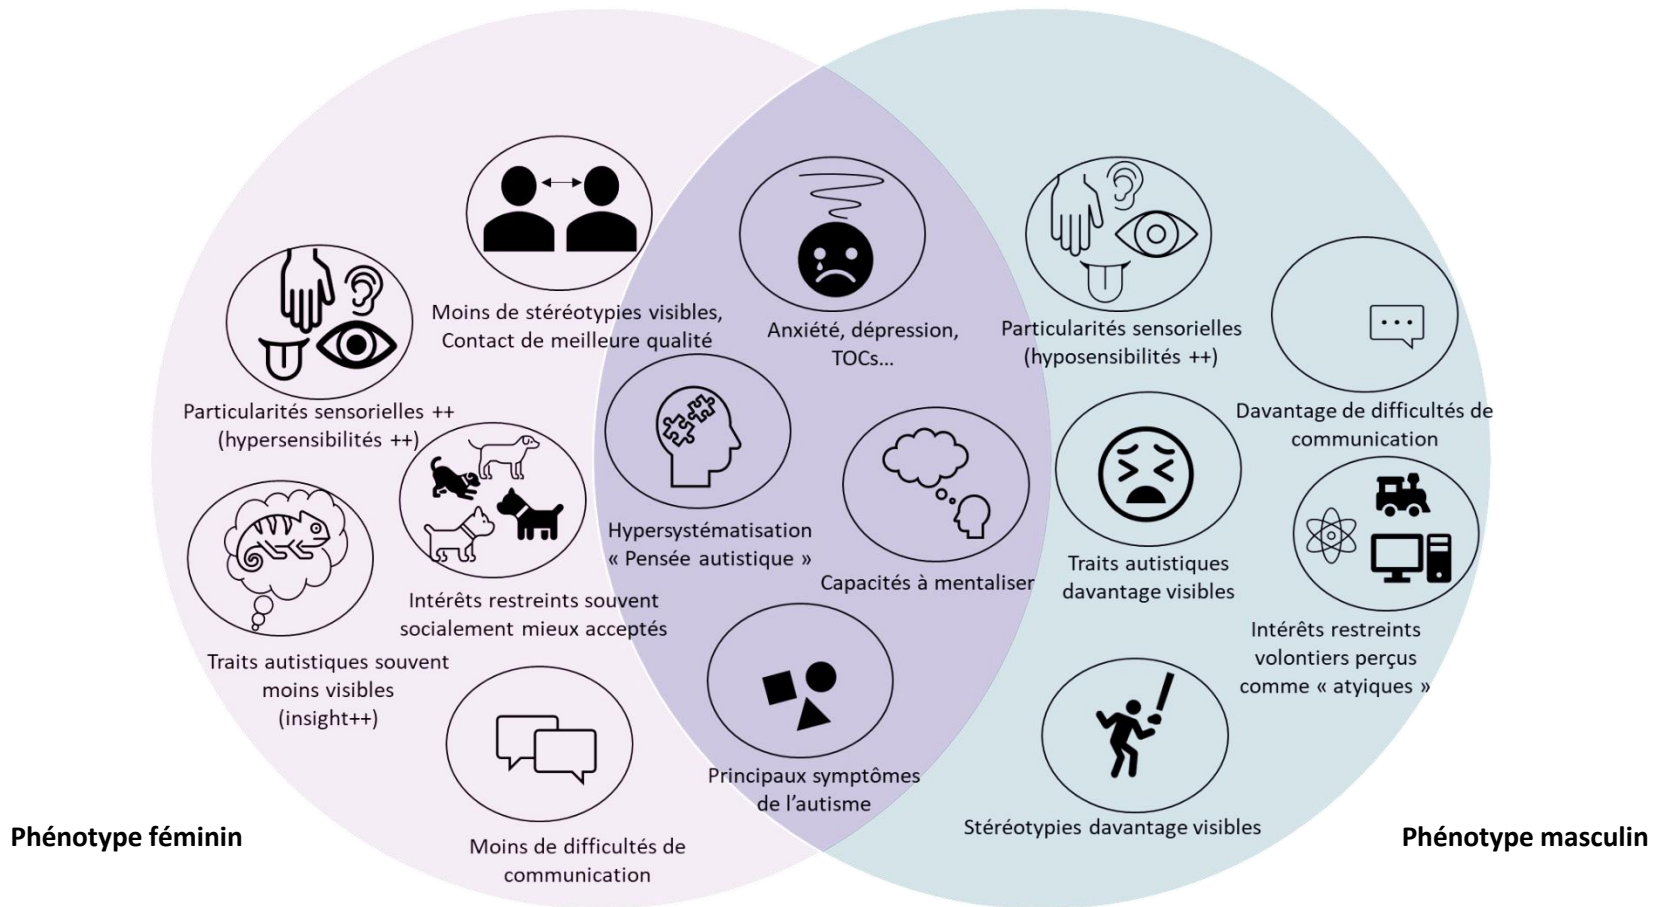 Moins de stéréotypies visibles,
Contact de meilleure qualité
Particularités sensorielles ++
(hypersensibilités ++)
Traits autistiques souvent
moins visibles
(insight++)
Intérêts restreints souvent
socialement mieux acceptés
Moins de difficultés de
communication
Phénotype féminin
Anxiété, dépression,
TOCs...
Hypersystématisation
« Pensée autistique »
Capacités à mentaliser
Principaux symptômes
de l’autisme
Particularités sensorielles
(hyposensibilités ++)
Davantage de difficultés de
communication
Traits autistiques
davantage visibles
Intérêts restreints
volontiers perçus
comme « atyiques »
Stéréotypies davantage visibles
Phénotype masculin